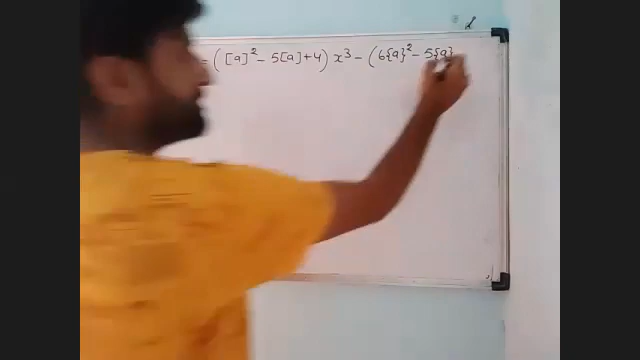 = ([a]² - 5[a] + 4) x³ - (6{a}² - 5{a}